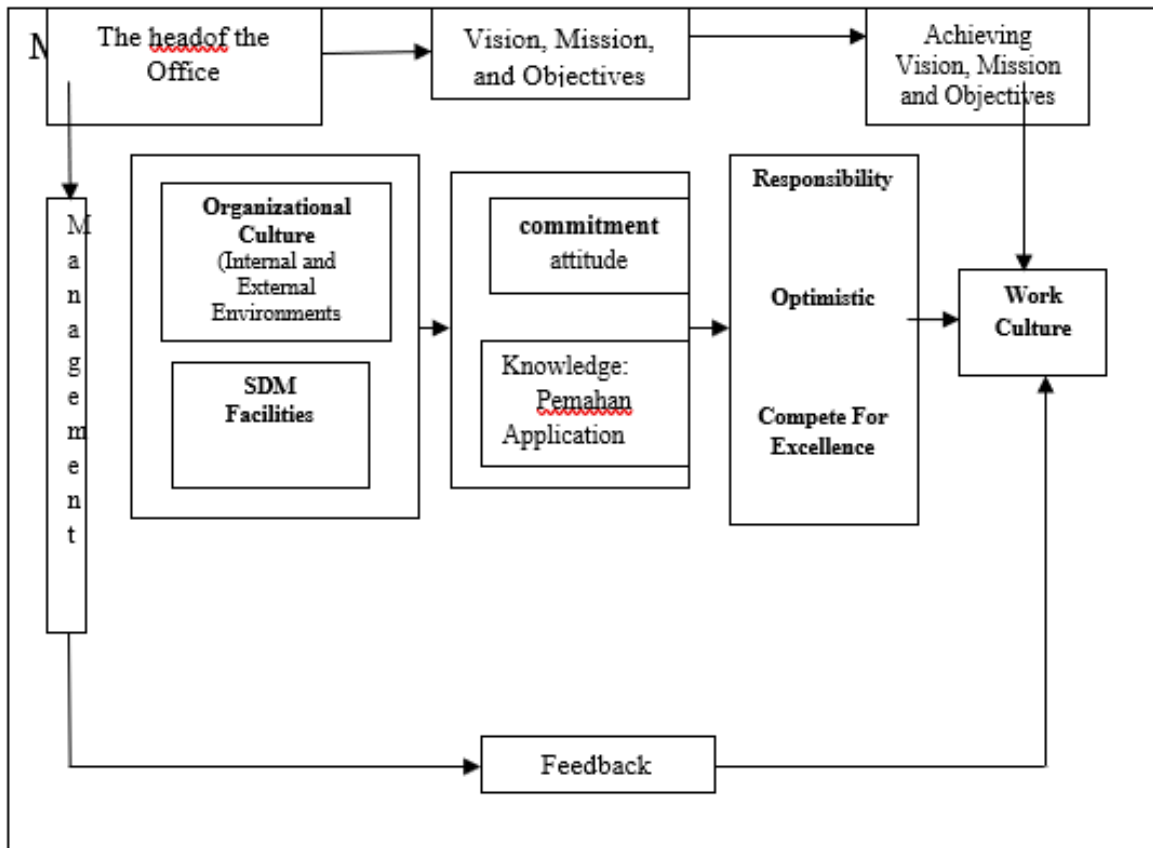 The headof the
Office
Vision, Mission,
and Objectives
Achieving
Vision, Mission
and Objectives
M
a
n
a
g
e
m
e
n
t
Organizational
Culture
(Internal and
External
Environments
SDM
Facilities
commitment
attitude
Knowledge:
Pemahan
Application
Responsibility
Optimistic
Compete For
Excellence
Work
Culture
Feedback